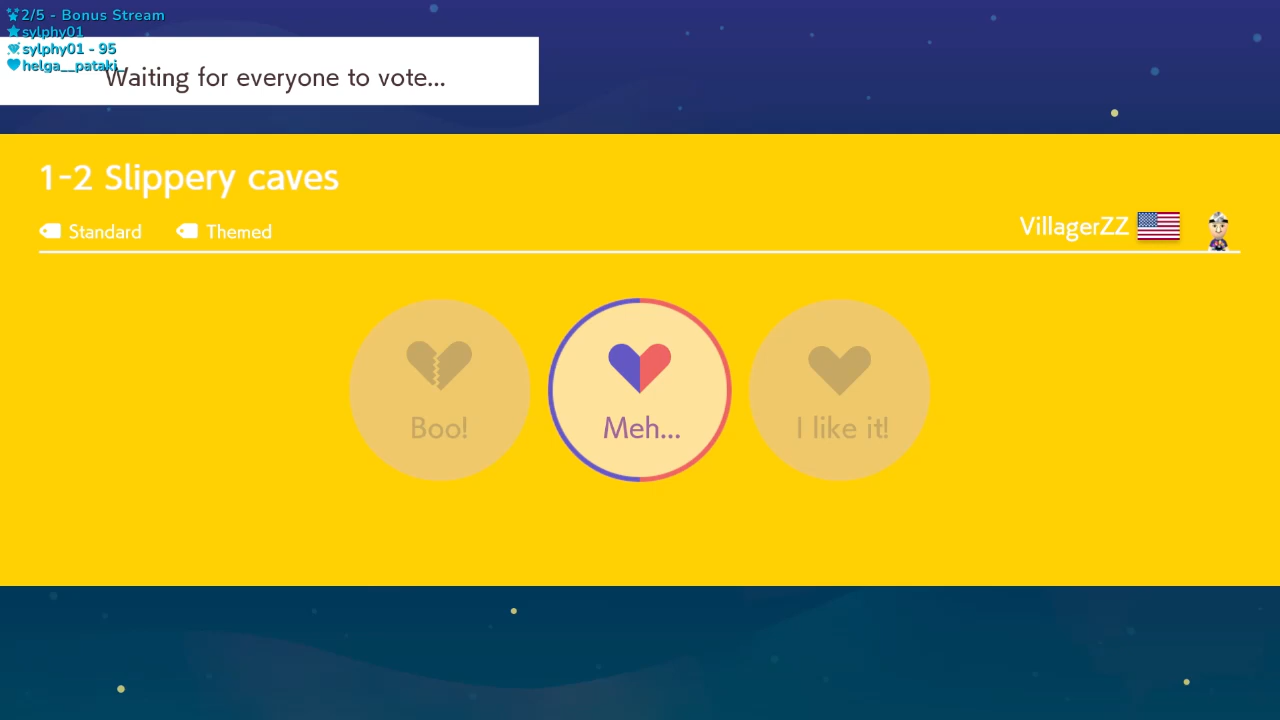 2/5 - Bonus Stream
sylphy01
sylphy01 - 95
helga__pataki_
Waiting for everyone to vote...
1-2 Slippery caves
Standard Themed
VillagerZZ
Boo!
Meh...
I like it!